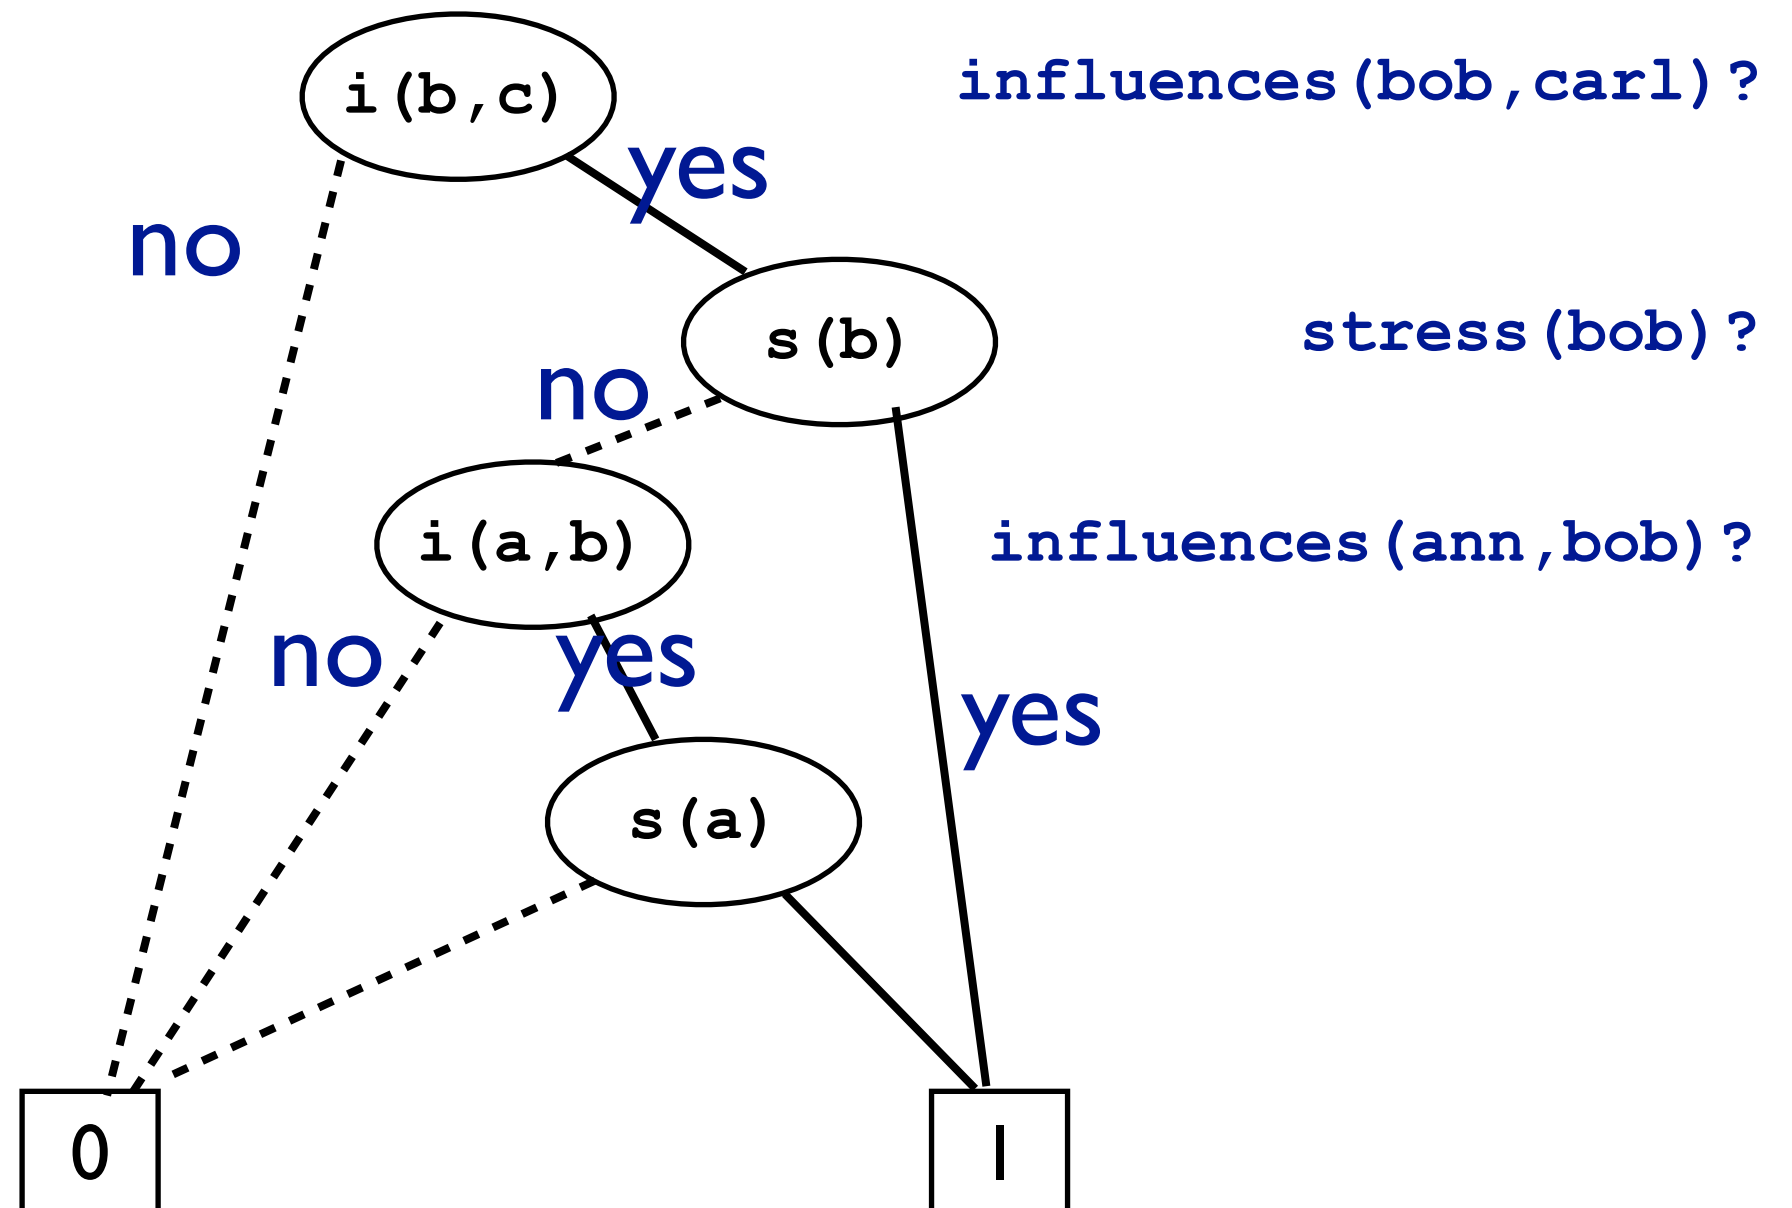 i(b,c)
influences(bob,carl)?
yes
no
s(b)
stress(bob)?
no
i(a,b)
influences(ann,bob)?
no
yes
yes
s(a)
0
1